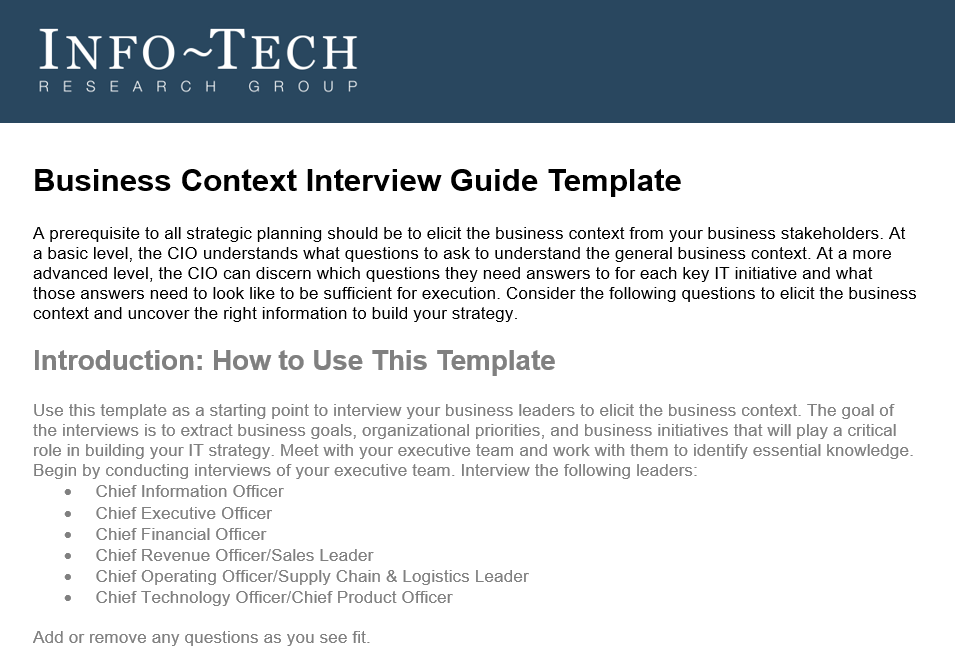 INFO~TECH
RESEARCH GROUP
Business Context Interview Guide Template
A prerequisite to all strategic planning should be to elicit the business context from your business stakeholders. At
a basic level, the CIO understands what questions to ask to understand the general business context. At a more
advanced level, the CIO can discern which questions they need answers to for each key IT initiative and what
those answers need to look like to be sufficient for execution. Consider the following questions to elicit the business
context and uncover the right information to build your strategy.
Introduction: How to Use This Template
Use this template as a starting point to interview your business leaders to elicit the business context. The goal of
the interviews is to extract business goals, organizational priorities, and business initiatives that will play a critical
role in building your IT strategy. Meet with your executive team and work with them to identify essential knowledge.
Begin by conducting interviews of your executive team. Interview the following leaders:
• Chief Information Officer
• Chief Executive Officer
• Chief Financial Officer
• Chief Revenue Officer/Sales Leader
• Chief Operating Officer/Supply Chain & Logistics Leader
• Chief Technology Officer/Chief Product Officer
Add or remove any questions as you see fit.